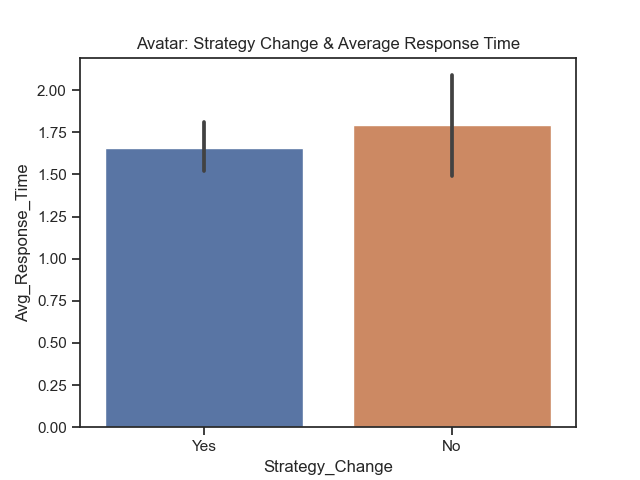 Avatar: Strategy Change & Average Response Time
2.00
1.75
1.50
1.25
1.00
0.75
0.50
0.25
0.00
Avg_Response_Time
Yes No
Strategy_Change